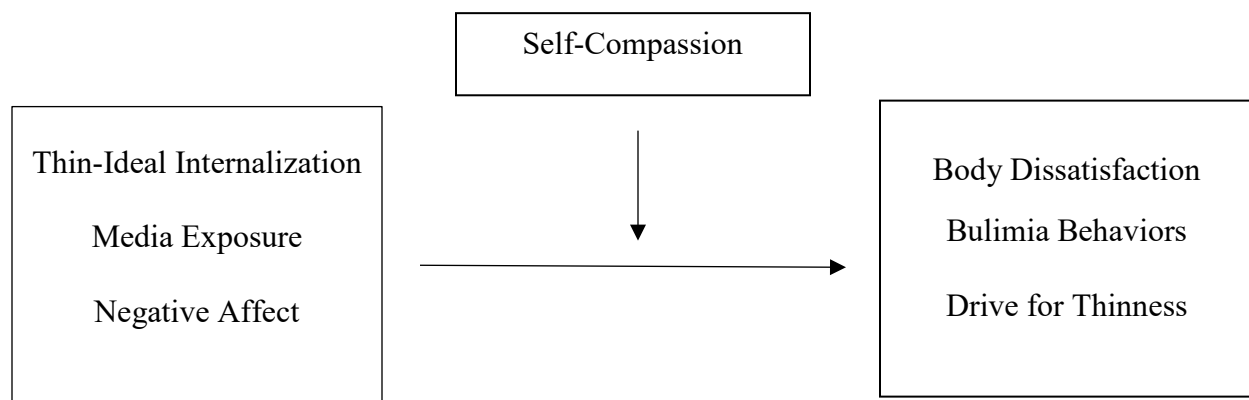 Self-Compassion
Thin-Ideal Internalization
Media Exposure
Negative Affect
Body Dissatisfaction
Bulimia Behaviors
Drive for Thinness